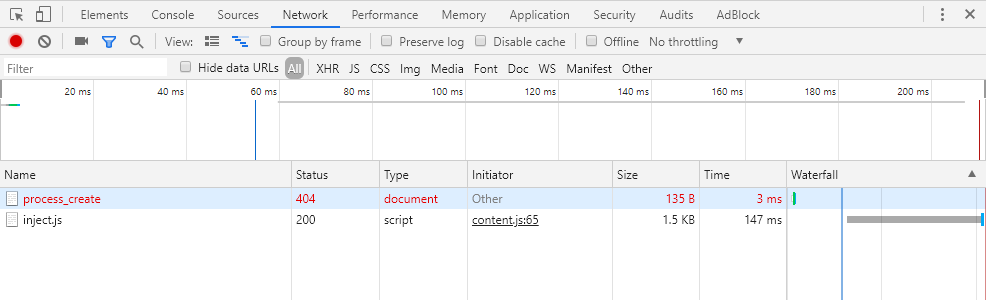 Elements Console Sources Network Performance Memory Application Security Audits AdBlock
View: Group by frame Preserve log Disable cache Offline No throttling
Filter Hide data URLs All XHR JS CSS Img Media Font Doc WS Manifest Other
20 ms 40 ms 60 ms 80 ms 100 ms 120 ms 140 ms 160 ms 180 ms 200 ms
Name Status Type Initiator Size Time Waterfall
process_create 404 document Other 135 B 3 ms
inject.js 200 script content.js:65 1.5 KB 147 ms